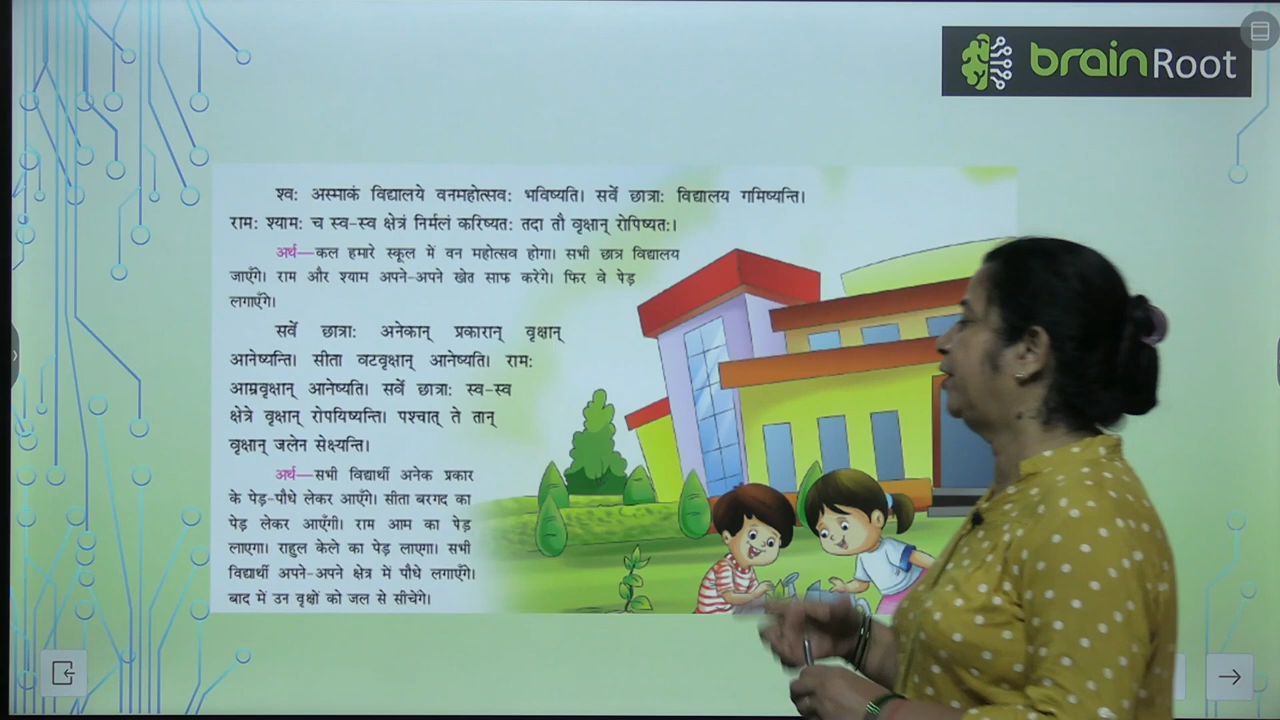 brainRoot
श्व: अस्माकं विद्यालये वनमहोत्सव: भविष्यति। सर्वे छात्रा: विद्यालय गमिष्यन्ति।
राम: श्याम: च स्व-स्व क्षेत्रं निर्मलं करिष्यत: तदा तौ वृक्षान् रोपिष्यत:।
अर्थ—कल हमारे स्कूल में वन महोत्सव होगा। सभी छात्र विद्यालय
जाएँगे। राम और श्याम अपने-अपने खेत साफ करेंगे। फिर वे पेड़
लगाएँगे।
सर्वे छात्रा: अनेकान् प्रकारान् वृक्षान्
आनेष्यन्ति। सीता वटवृक्षान् आनेष्यति। राम:
आम्रवृक्षान् आनेष्यति। सर्वे छात्रा: स्व-स्व
क्षेत्रे वृक्षान् रोपयिष्यन्ति। पश्चात् ते तान्
वृक्षान् जलेन सेक्ष्यन्ति।
अर्थ—सभी विद्यार्थी अनेक प्रकार
के पेड़-पौधे लेकर आएँगे। सीता बरगद का
पेड़ लेकर आएँगी। राम आम का पेड़
लाएगा। राहुल केले का पेड़ लाएगा। सभी
विद्यार्थी अपने-अपने क्षेत्र में पौधे लगाएँगे।
बाद में उन वृक्षों को जल से सीचेंगे।